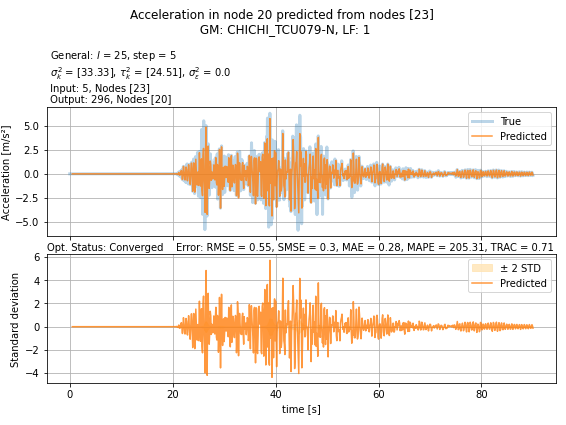 Acceleration in node 20 predicted from nodes [23]
GM: CHICHI_TCU079-N, LF: 1
General: l = 25, step = 5
σ²ₖ = [33.33], τ²ₖ = [24.51], σ²ₑ = 0.0
Input: 5, Nodes [23]
Output: 296, Nodes [20]
Acceleration [m/s²]
5.0
2.5
0.0
−2.5
−5.0
True
Predicted
Opt. Status: Converged Error: RMSE = 0.55, SMSE = 0.3, MAE = 0.28, MAPE = 205.31, TRAC = 0.71
Standard deviation
6
4
2
0
−2
−4
± 2 STD
Predicted
0 20 40 60 80
time [s]